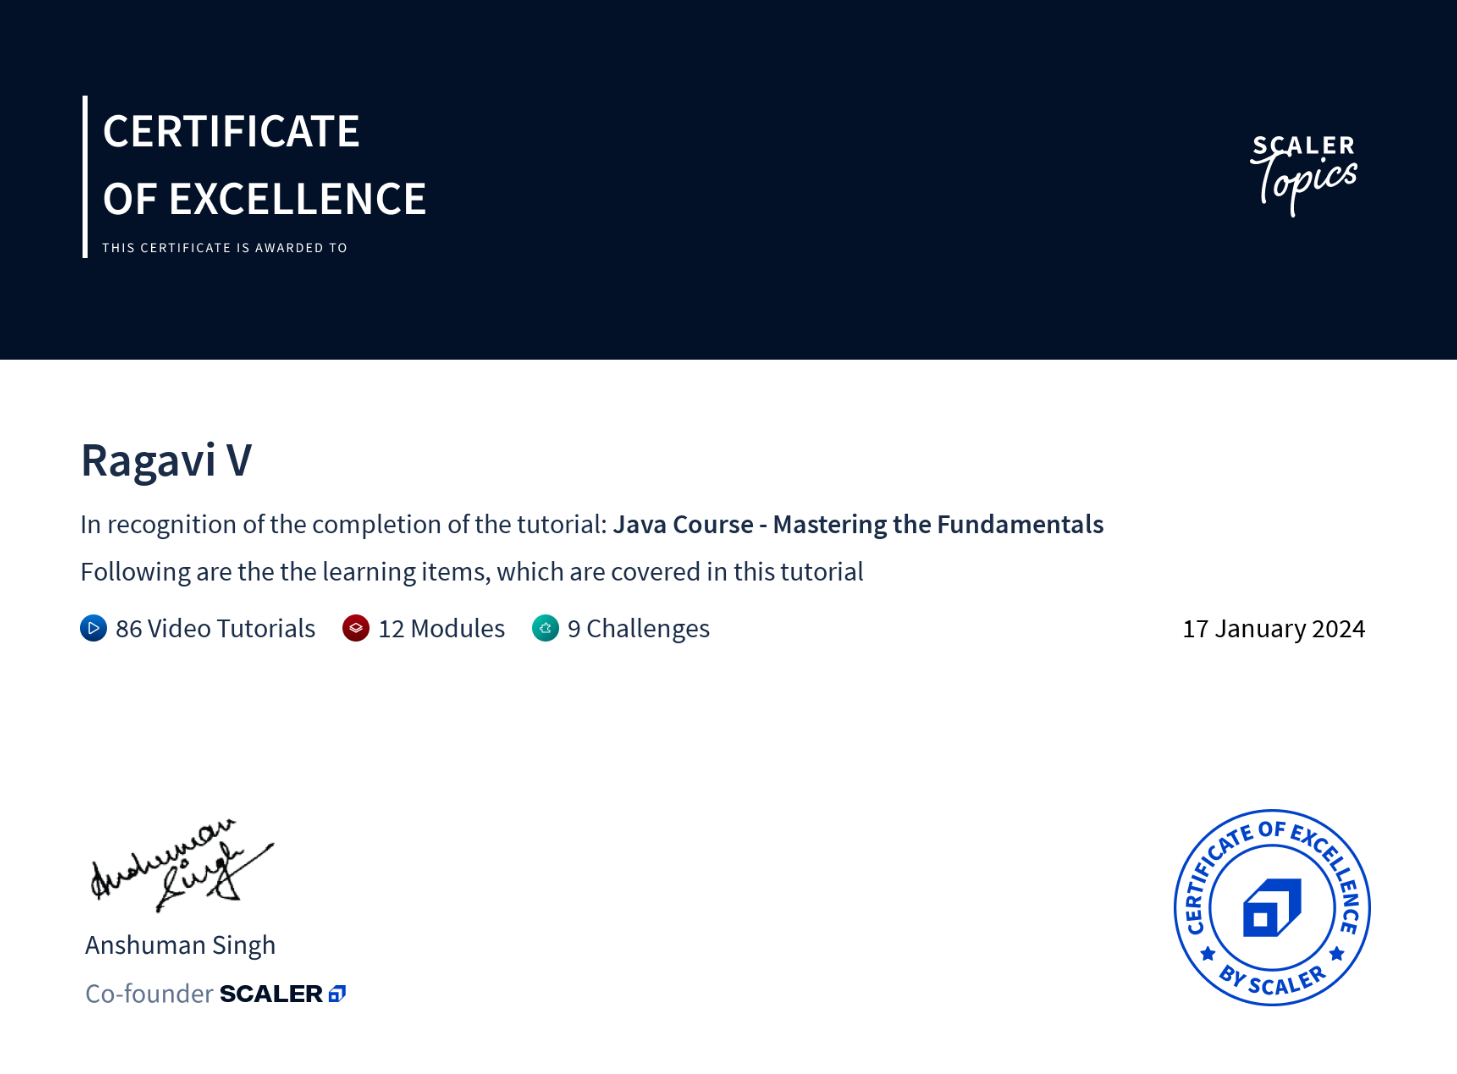 CERTIFICATE
OF EXCELLENCE
THIS CERTIFICATE IS AWARDED TO
SCALER
Topics
Ragavi V
In recognition of the completion of the tutorial: Java Course - Mastering the Fundamentals
Following are the the learning items, which are covered in this tutorial
86 Video Tutorials 12 Modules 9 Challenges 17 January 2024
Anshuman
Singh
Anshuman Singh
Co-founder SCALER
CERTIFICATE OF EXCELLENCE
BY SCALER